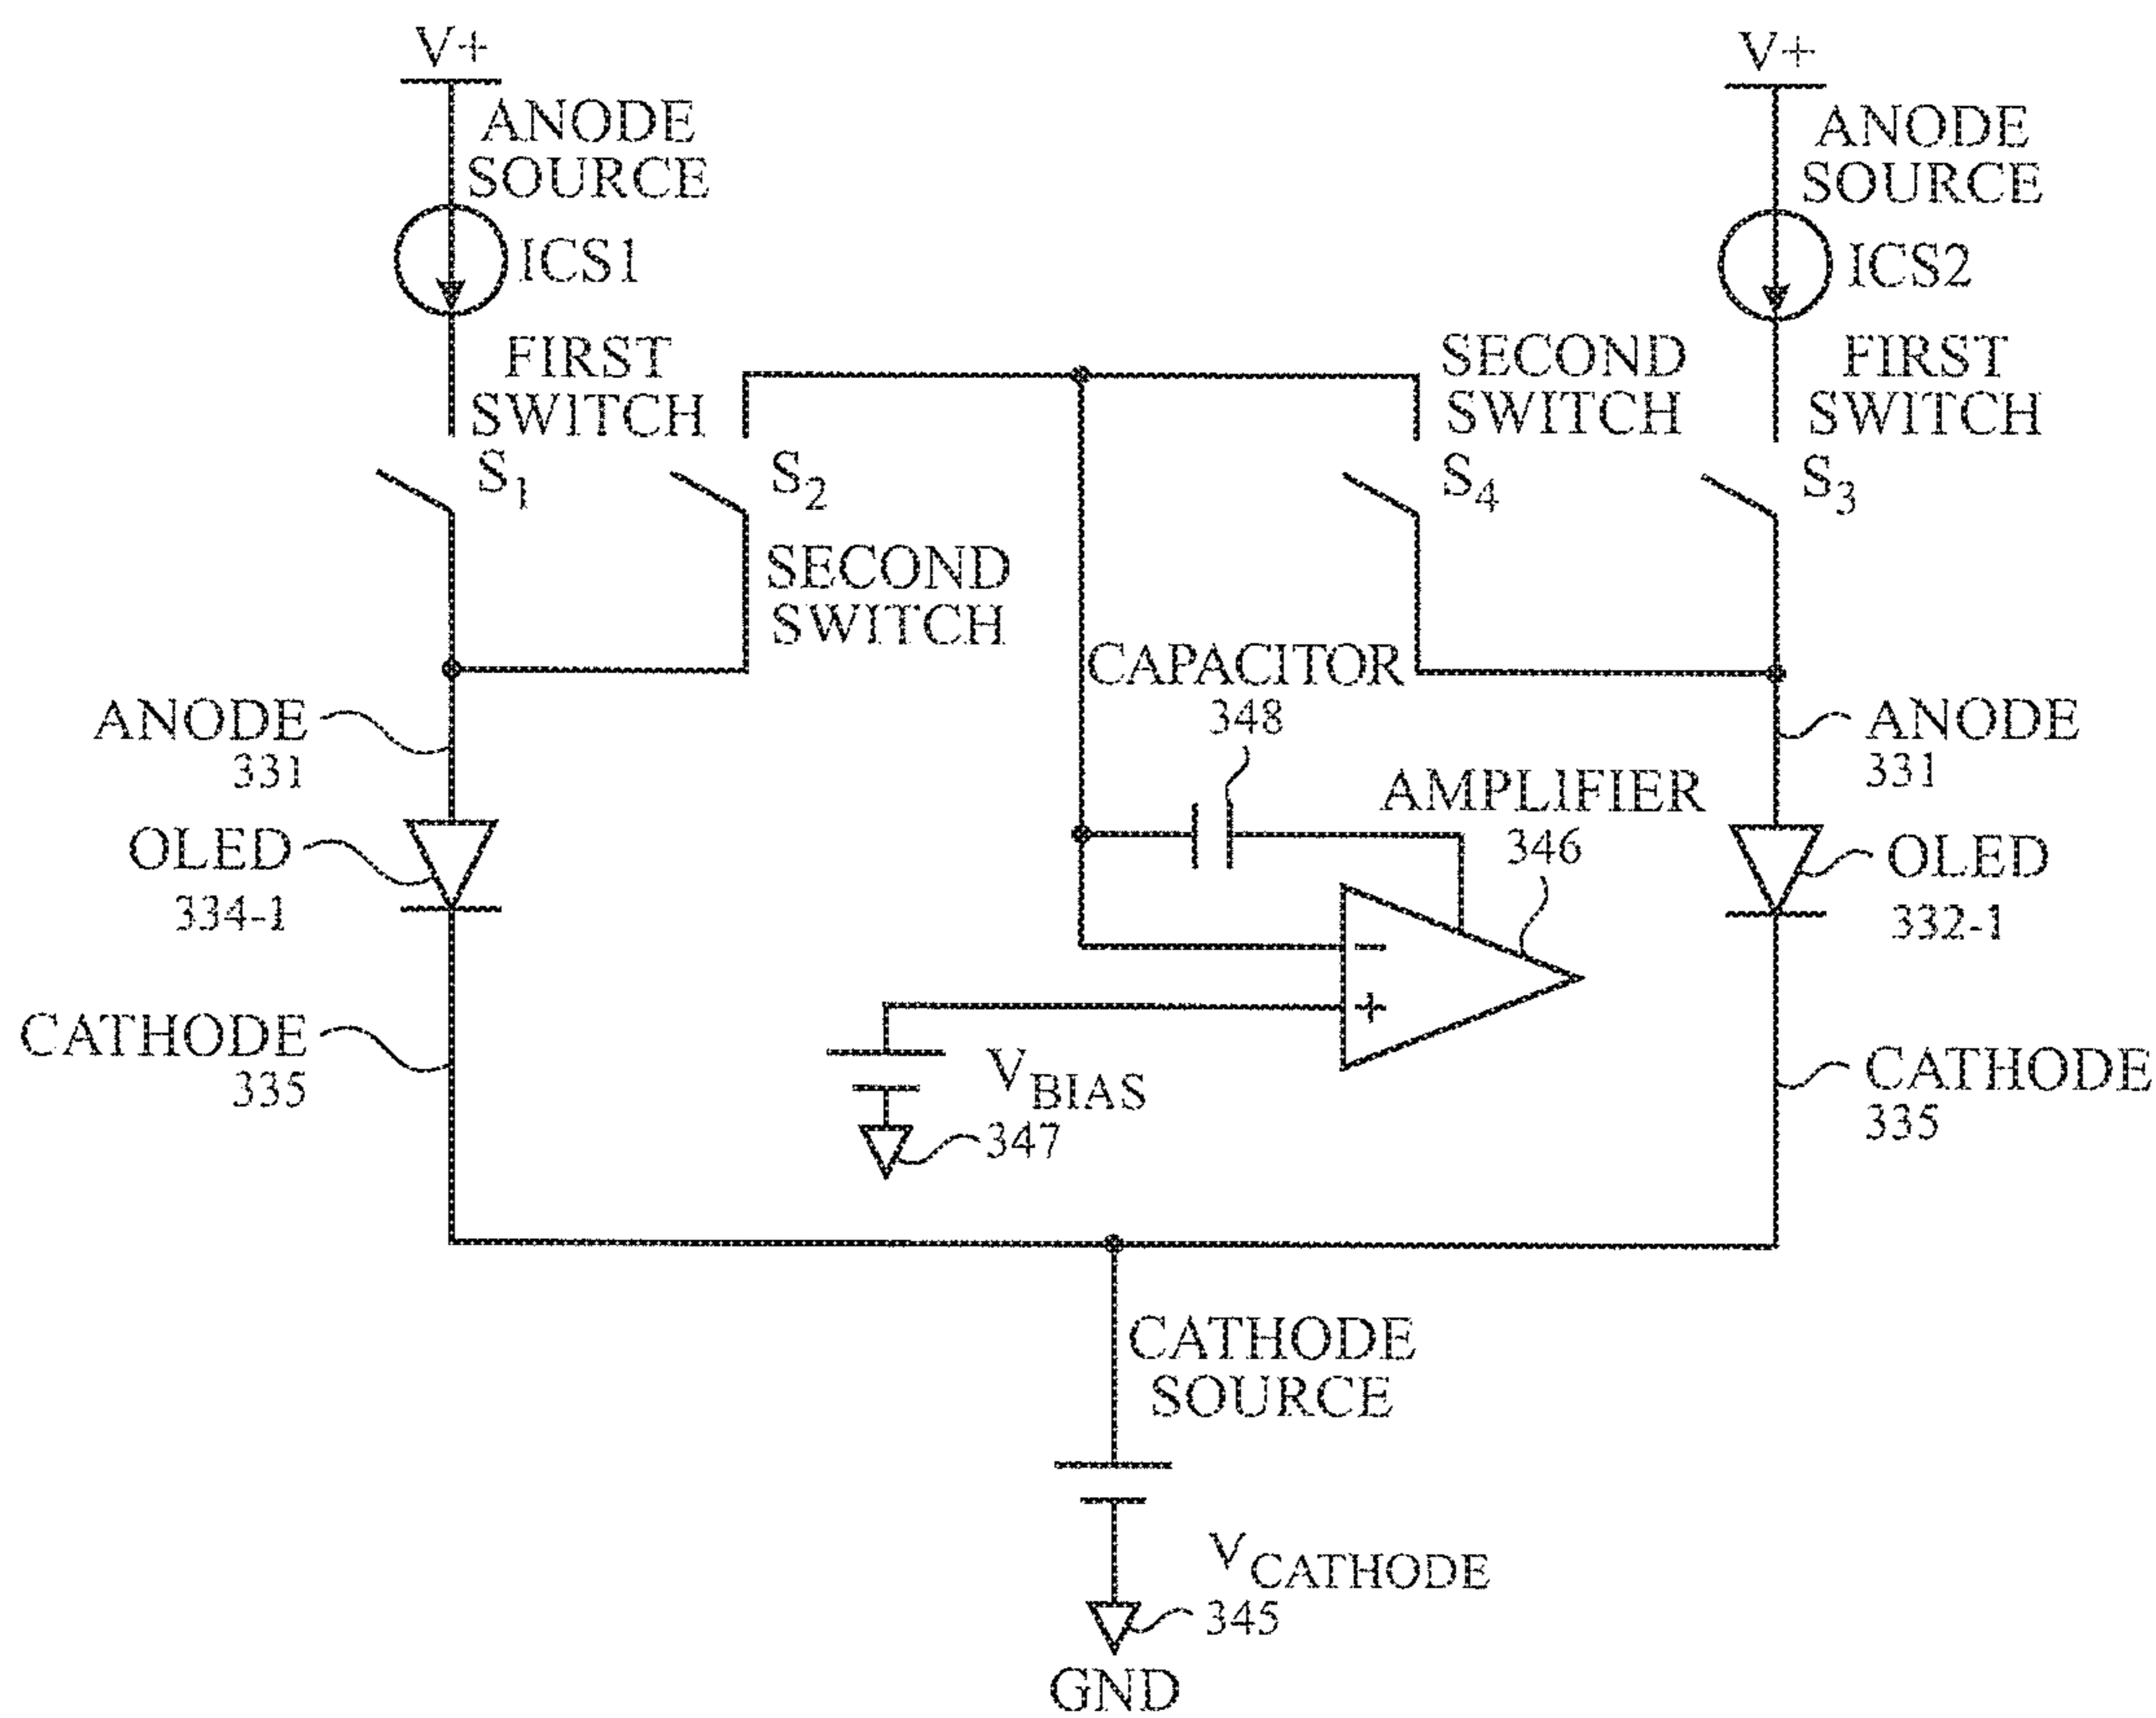 V+
ANODE
SOURCE
ICS1
FIRST
SWITCH
S1
S2
SECOND
SWITCH
V+
ANODE
SOURCE
ICS2
SECOND
SWITCH
S4
FIRST
SWITCH
S3
ANODE
331
OLED
334-1
CATHODE
335
CAPACITOR
348
AMPLIFIER
346
−
+
VBIAS
347
ANODE
331
OLED
332-1
CATHODE
335
CATHODE
SOURCE
VCATHODE
345
GND